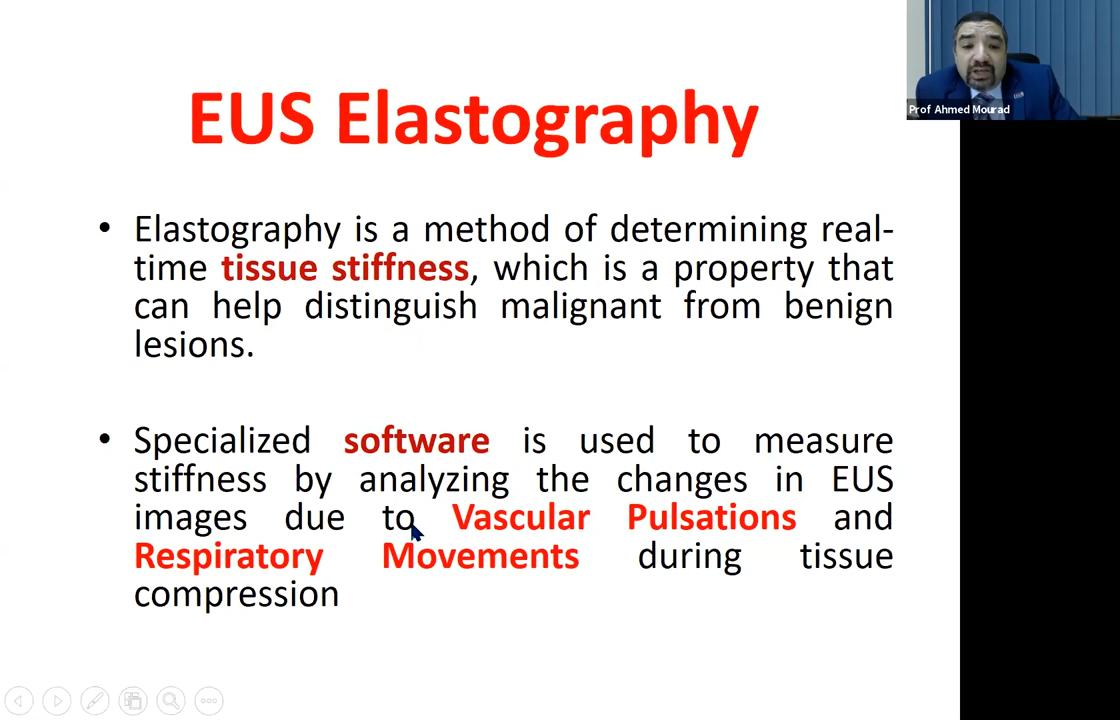 Prof Ahmed Mourad
EUS Elastography
• Elastography is a method of determining real-
time tissue stiffness, which is a property that
can help distinguish malignant from benign
lesions.
• Specialized software is used to measure
stiffness by analyzing the changes in EUS
images due to Vascular Pulsations and
Respiratory Movements during tissue
compression